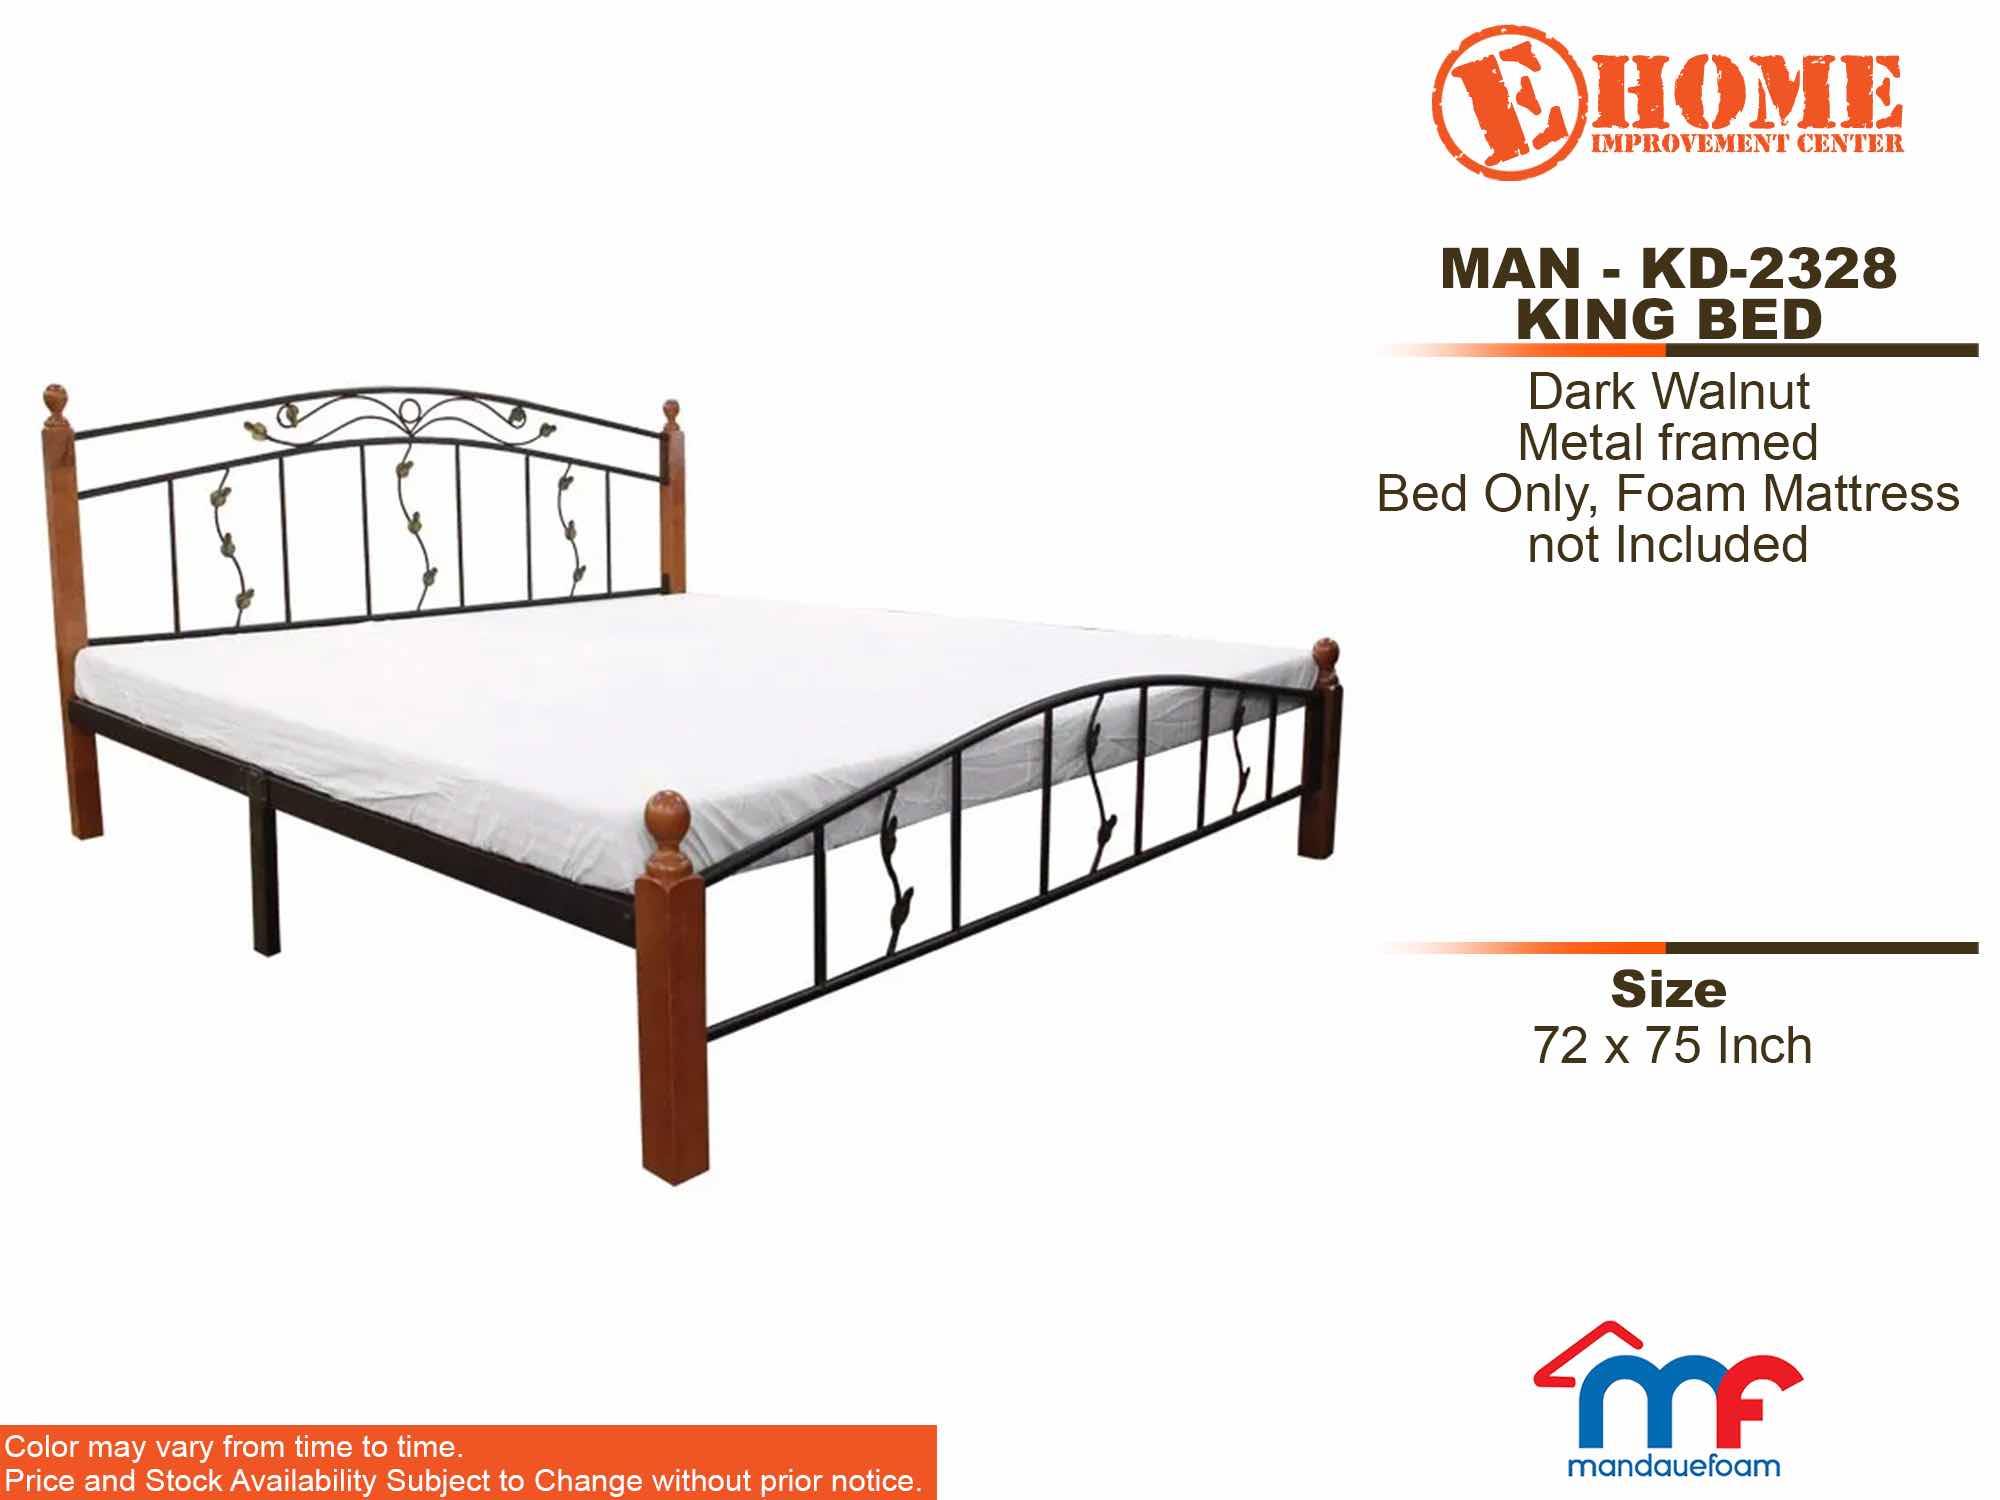 E HOME
IMPROVEMENT CENTER
MAN - KD-2328
KING BED
Dark Walnut
Metal framed
Bed Only, Foam Mattress
not Included
Size
72 x 75 Inch
mf
mandauefoam
Color may vary from time to time.
Price and Stock Availability Subject to Change without prior notice.